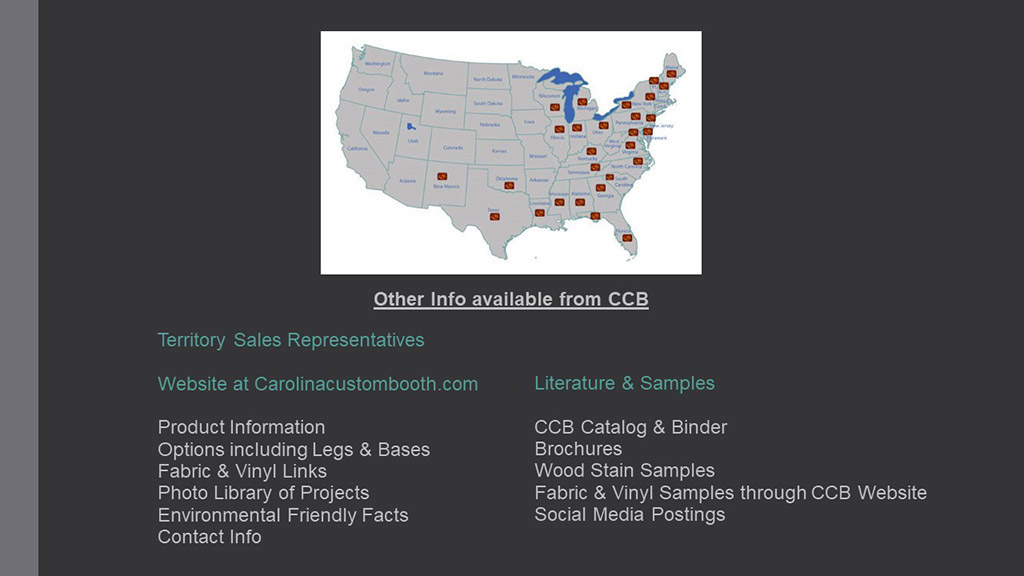 Washington
Montana
North Dakota
Minnesota
Maine
Oregon
Idaho
Wyoming
South Dakota
Wisconsin
Michigan
New York
Nevada
Utah
Colorado
Nebraska
Iowa
Illinois
Indiana
Ohio
Pennsylvania
New Jersey
Delaware
California
Kansas
Missouri
Kentucky
West Virginia
Virginia
Arizona
New Mexico
Oklahoma
Arkansas
Tennessee
North Carolina
South Carolina
Texas
Louisiana
Mississippi
Alabama
Georgia
Florida
Other Info available from CCB
Territory Sales Representatives
Website at Carolinacustombooth.com
Product Information
Options including Legs & Bases
Fabric & Vinyl Links
Photo Library of Projects
Environmental Friendly Facts
Contact Info
Literature & Samples
CCB Catalog & Binder
Brochures
Wood Stain Samples
Fabric & Vinyl Samples through CCB Website
Social Media Postings